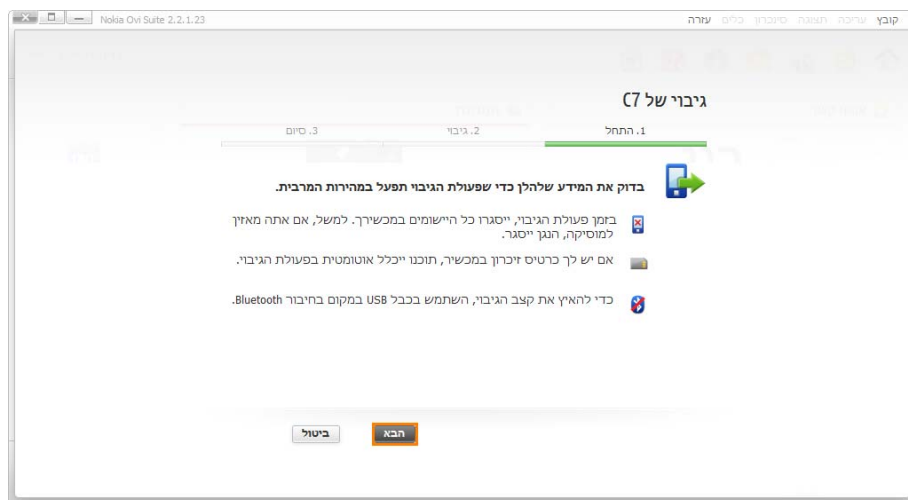 Nokia Ovi Suite 2.2.1.23
קובץ עריכה תצוגה סינכרון כלים עזרה
גיבוי של C7
1. התחל 2. גיבוי 3. סיום
בדוק את המידע שלהלן כדי שפעולת הגיבוי תפעל במהירות המרבית.
בזמן פעולת הגיבוי, ייסגרו כל היישומים במכשירך. למשל, אם אתה מאזין
למוסיקה, הנגן ייסגר.
אם יש לך כרטיס זיכרון במכשיר, תוכנו ייכלל אוטומטית בפעולת הגיבוי.
כדי להאיץ את קצב הגיבוי, השתמש בכבל USB במקום בחיבור Bluetooth.
הבא ביטול